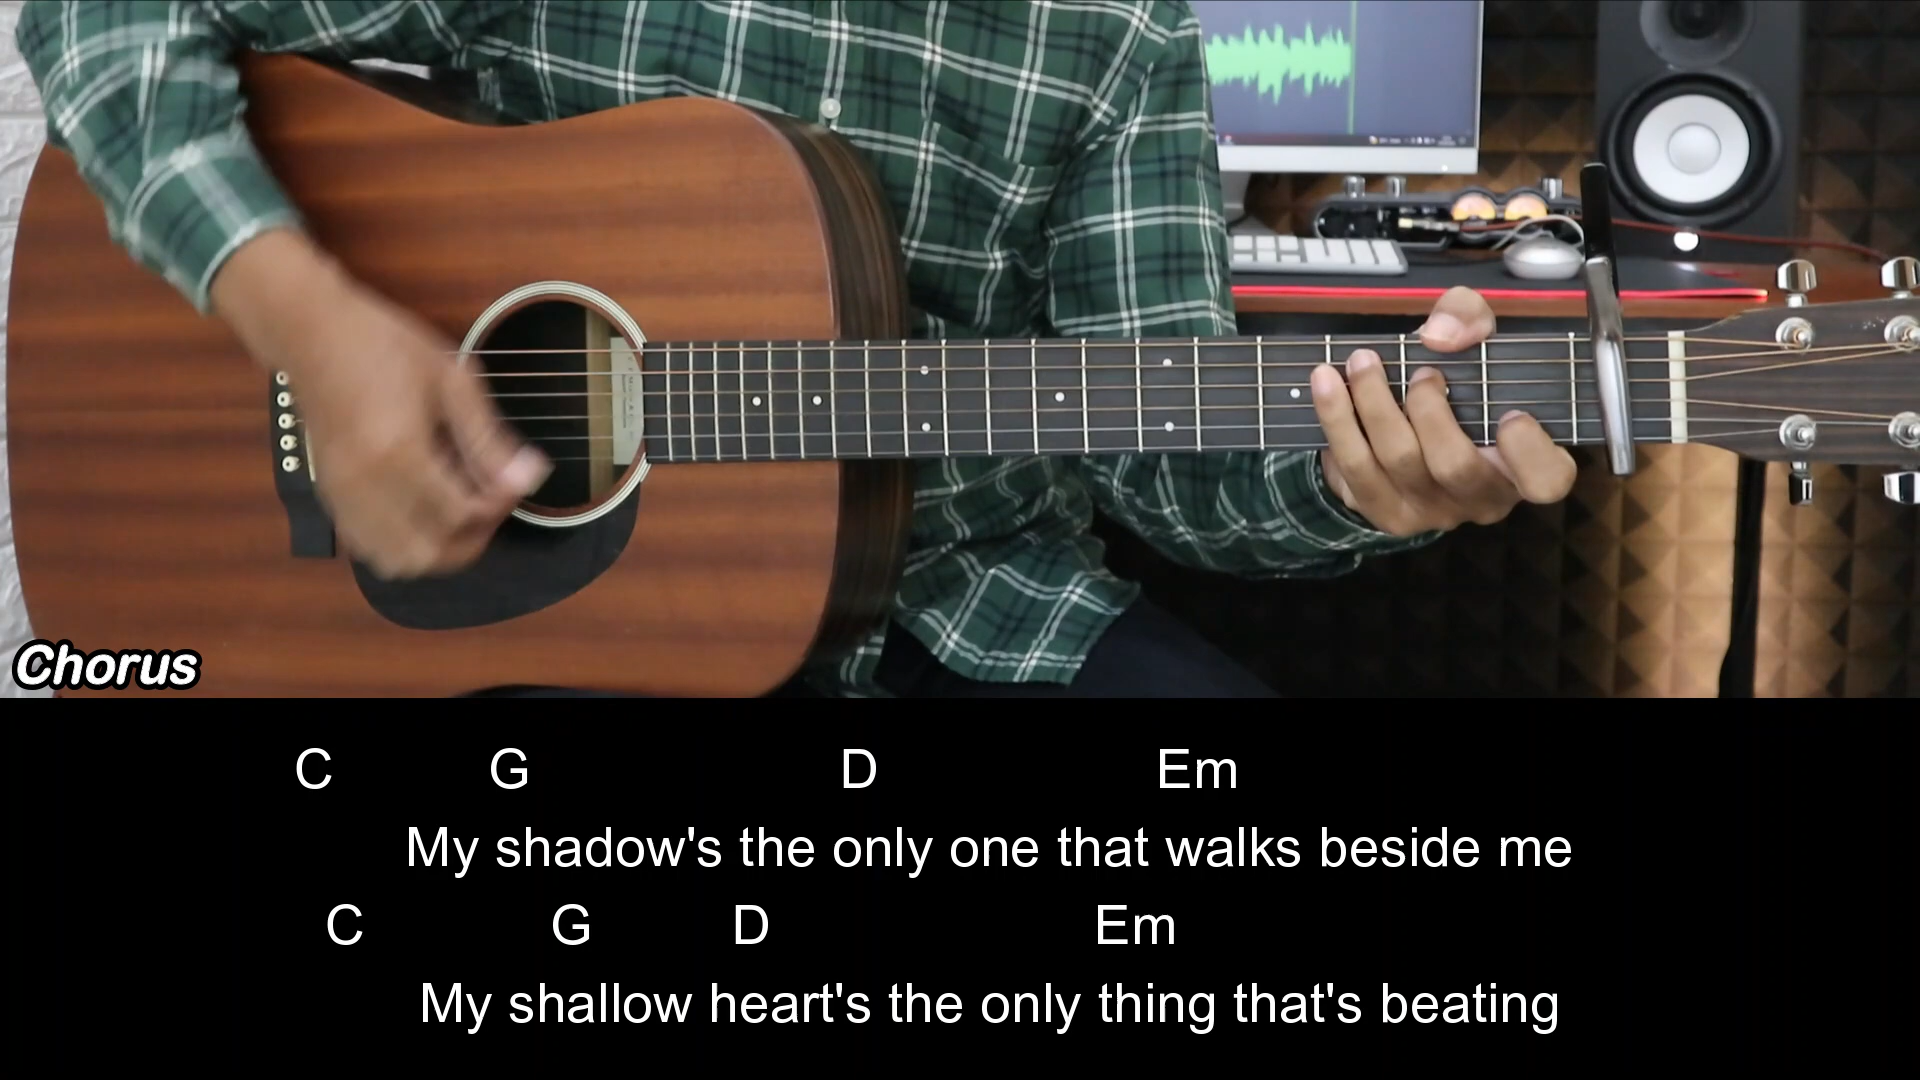 Chorus
C G D Em
My shadow's the only one that walks beside me
C G D Em
My shallow heart's the only thing that's beating